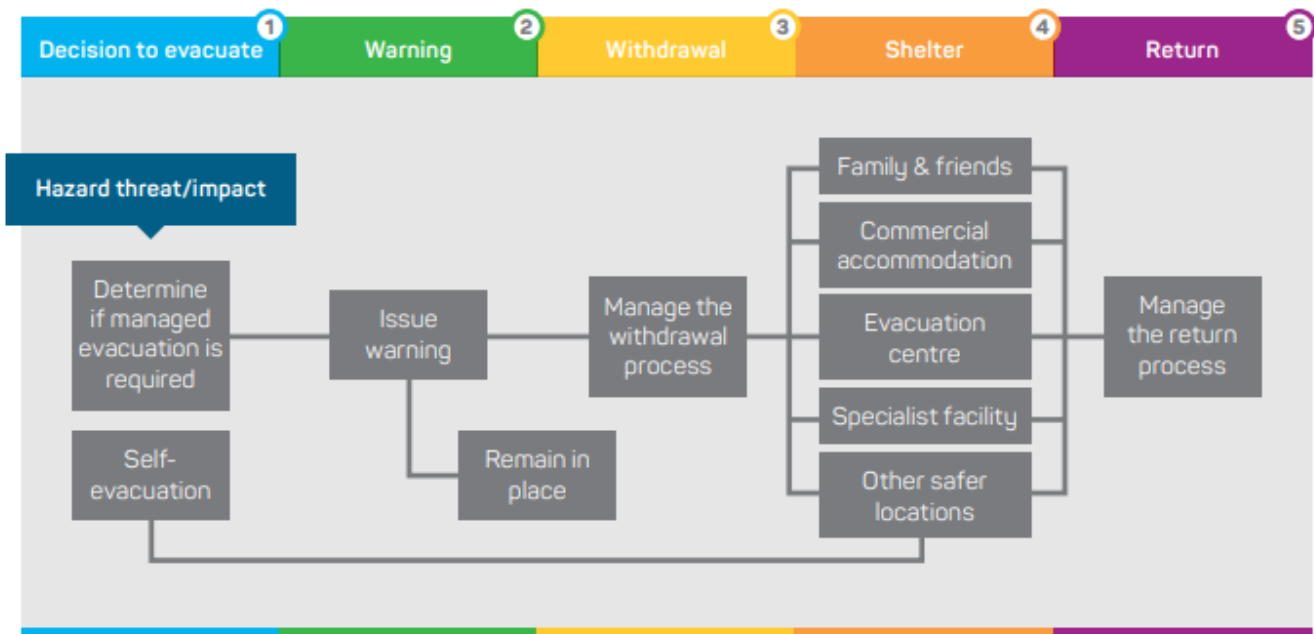 Decision to evacuate
1
Warning
2
Withdrawal
3
Shelter
4
Return
5
Hazard threat/impact
Determine
if managed
evacuation is
required
Self-
evacuation
Issue
warning
Remain in
place
Manage the
withdrawal
process
Family & friends
Commercial
accommodation
Evacuation
centre
Specialist facility
Other safer
locations
Manage
the return
process